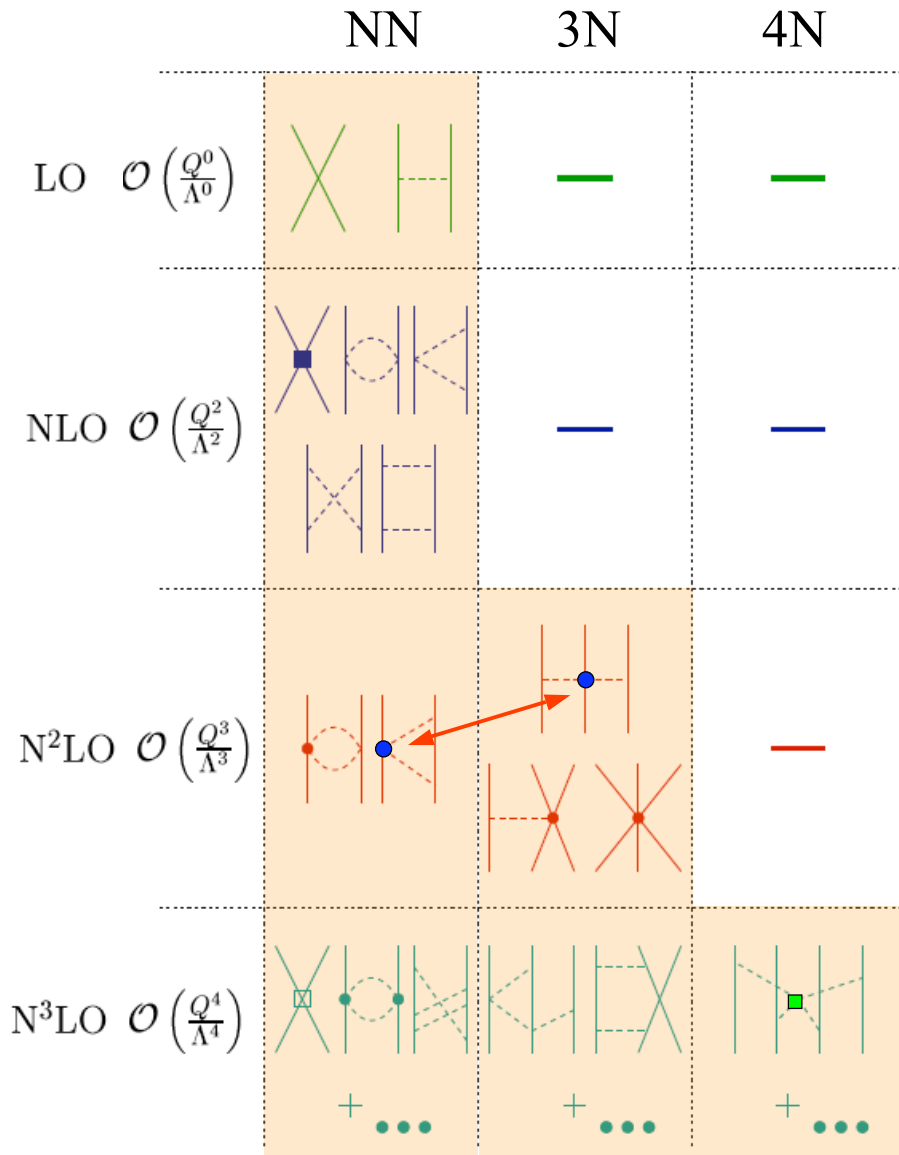 NN 3N 4N
LO 𝒪(Q⁰/Λ⁰)
NLO 𝒪(Q²/Λ²)
N²LO 𝒪(Q³/Λ³)
N³LO 𝒪(Q⁴/Λ⁴)